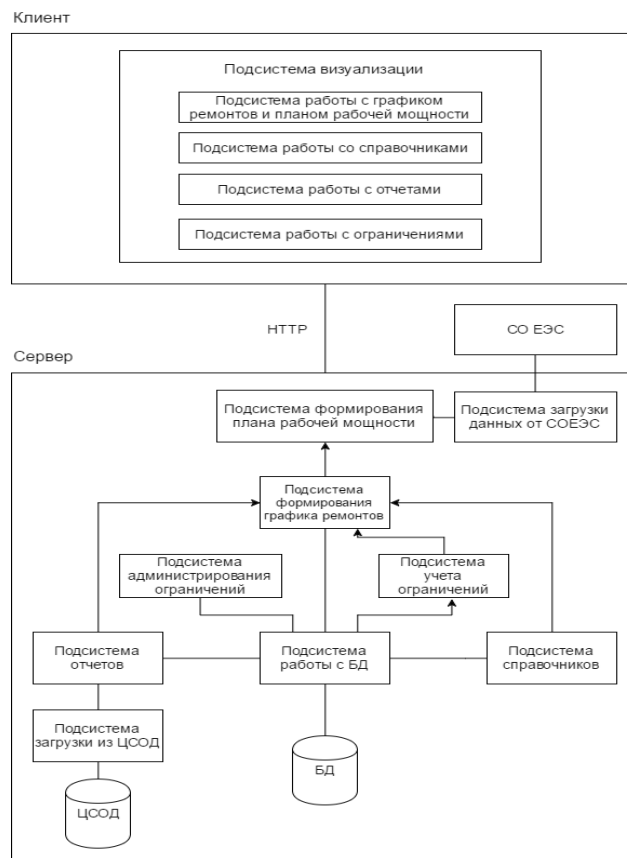 Клиент
Подсистема визуализации
Подсистема работы с графиком
ремонтов и планом рабочей мощности
Подсистема работы со справочниками
Подсистема работы с отчетами
Подсистема работы с ограничениями
HTTP
СО ЕЭС
Сервер
Подсистема формирования
плана рабочей мощности
Подсистема загрузки
данных от СОЕЭС
Подсистема
формирования
графика ремонтов
Подсистема
администрирования
ограничений
Подсистема
учета
ограничений
Подсистема
отчетов
Подсистема
работы с БД
Подсистема
справочников
Подсистема
загрузки из ЦСОД
БД
ЦСОД